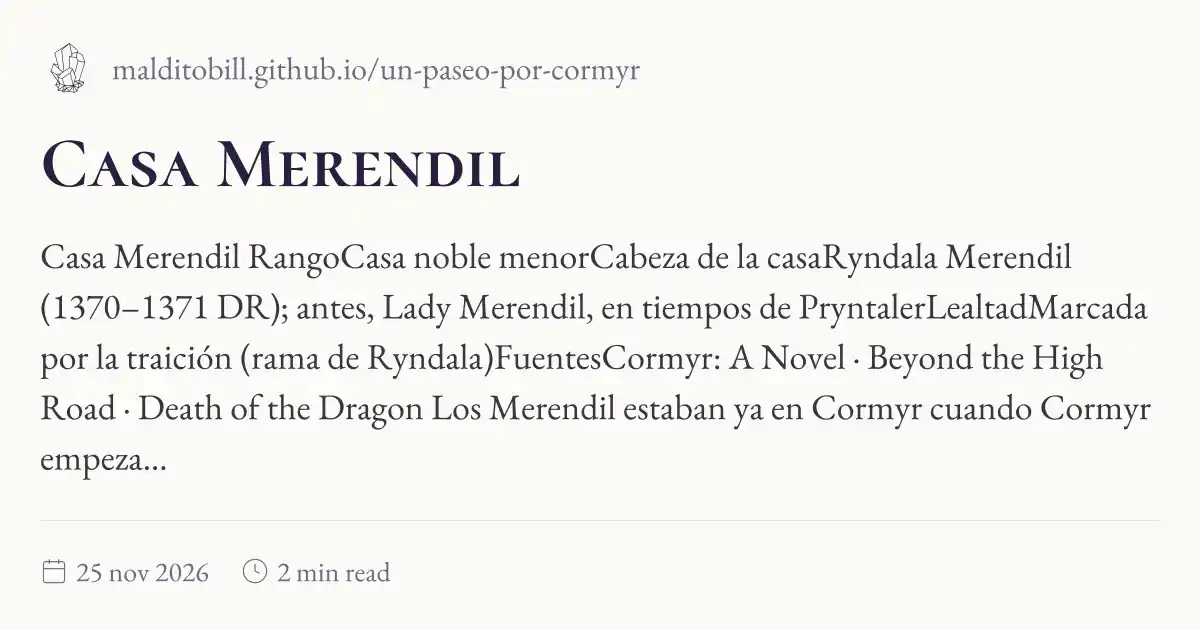 malditobill.github.io/un-paseo-por-cormyr
Casa Merendil
Casa Merendil RangoCasa noble menorCabeza de la casaRyndala Merendil
(1370–1371 DR); antes, Lady Merendil, en tiempos de PryntalerLealtadMarcada
por la traición (rama de Ryndala)FuentesCormyr: A Novel · Beyond the High
Road · Death of the Dragon Los Merendil estaban ya en Cormyr cuando Cormyr
empeza...
25 nov 2026
2 min read